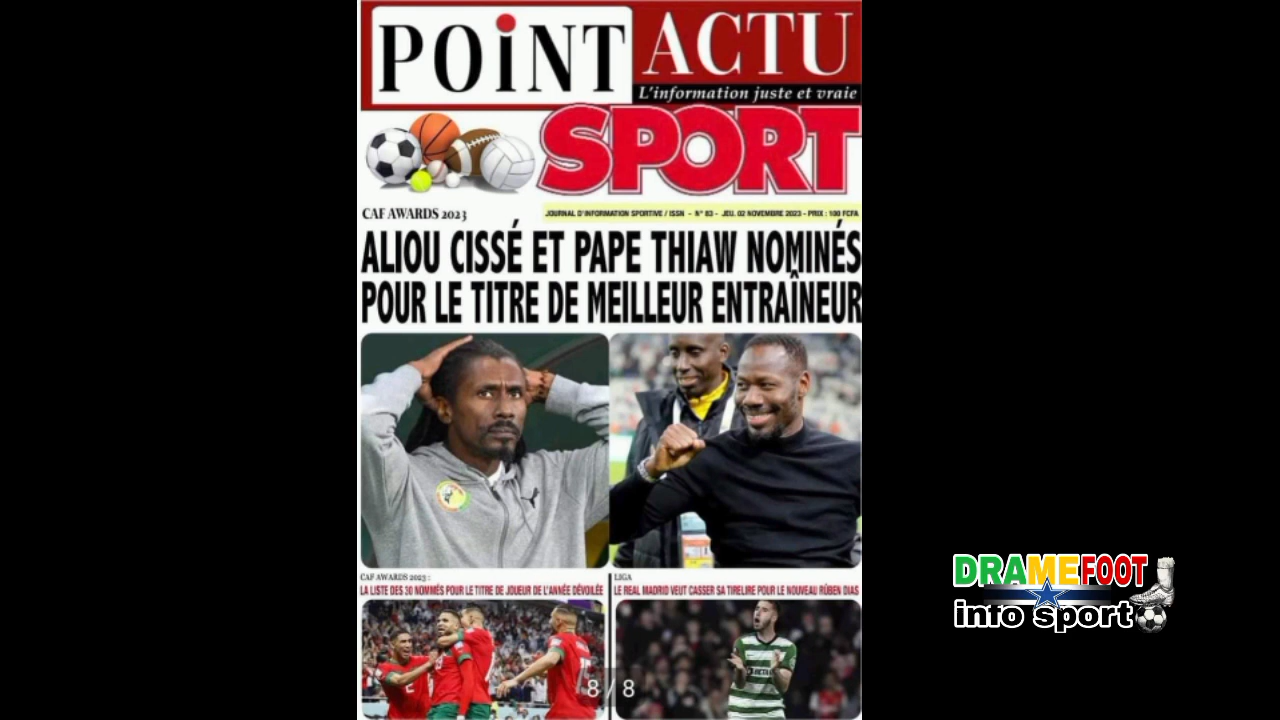 POiNT ACTU
L'information juste et vraie
SPORT
CAF AWARDS 2023
JOURNAL D'INFORMATION SPORTIVE / ISSN - N° 83 - JEU. 02 NOVEMBRE 2023 - PRIX : 100 FCFA
ALIOU CISSÉ ET PAPE THIAW NOMINÉS
POUR LE TITRE DE MEILLEUR ENTRAÎNEUR
CAF AWARDS 2023 :
LA LISTE DES 30 NOMMÉS POUR LE TITRE DE JOUEUR DE L'ANNÉE DÉVOILÉE
LIGA
LE REAL MADRID VEUT CASSER SA TIRELIRE POUR LE NOUVEAU RÚBEN DIAS
2
15
8 / 8
DRAMEFOOT
info sport